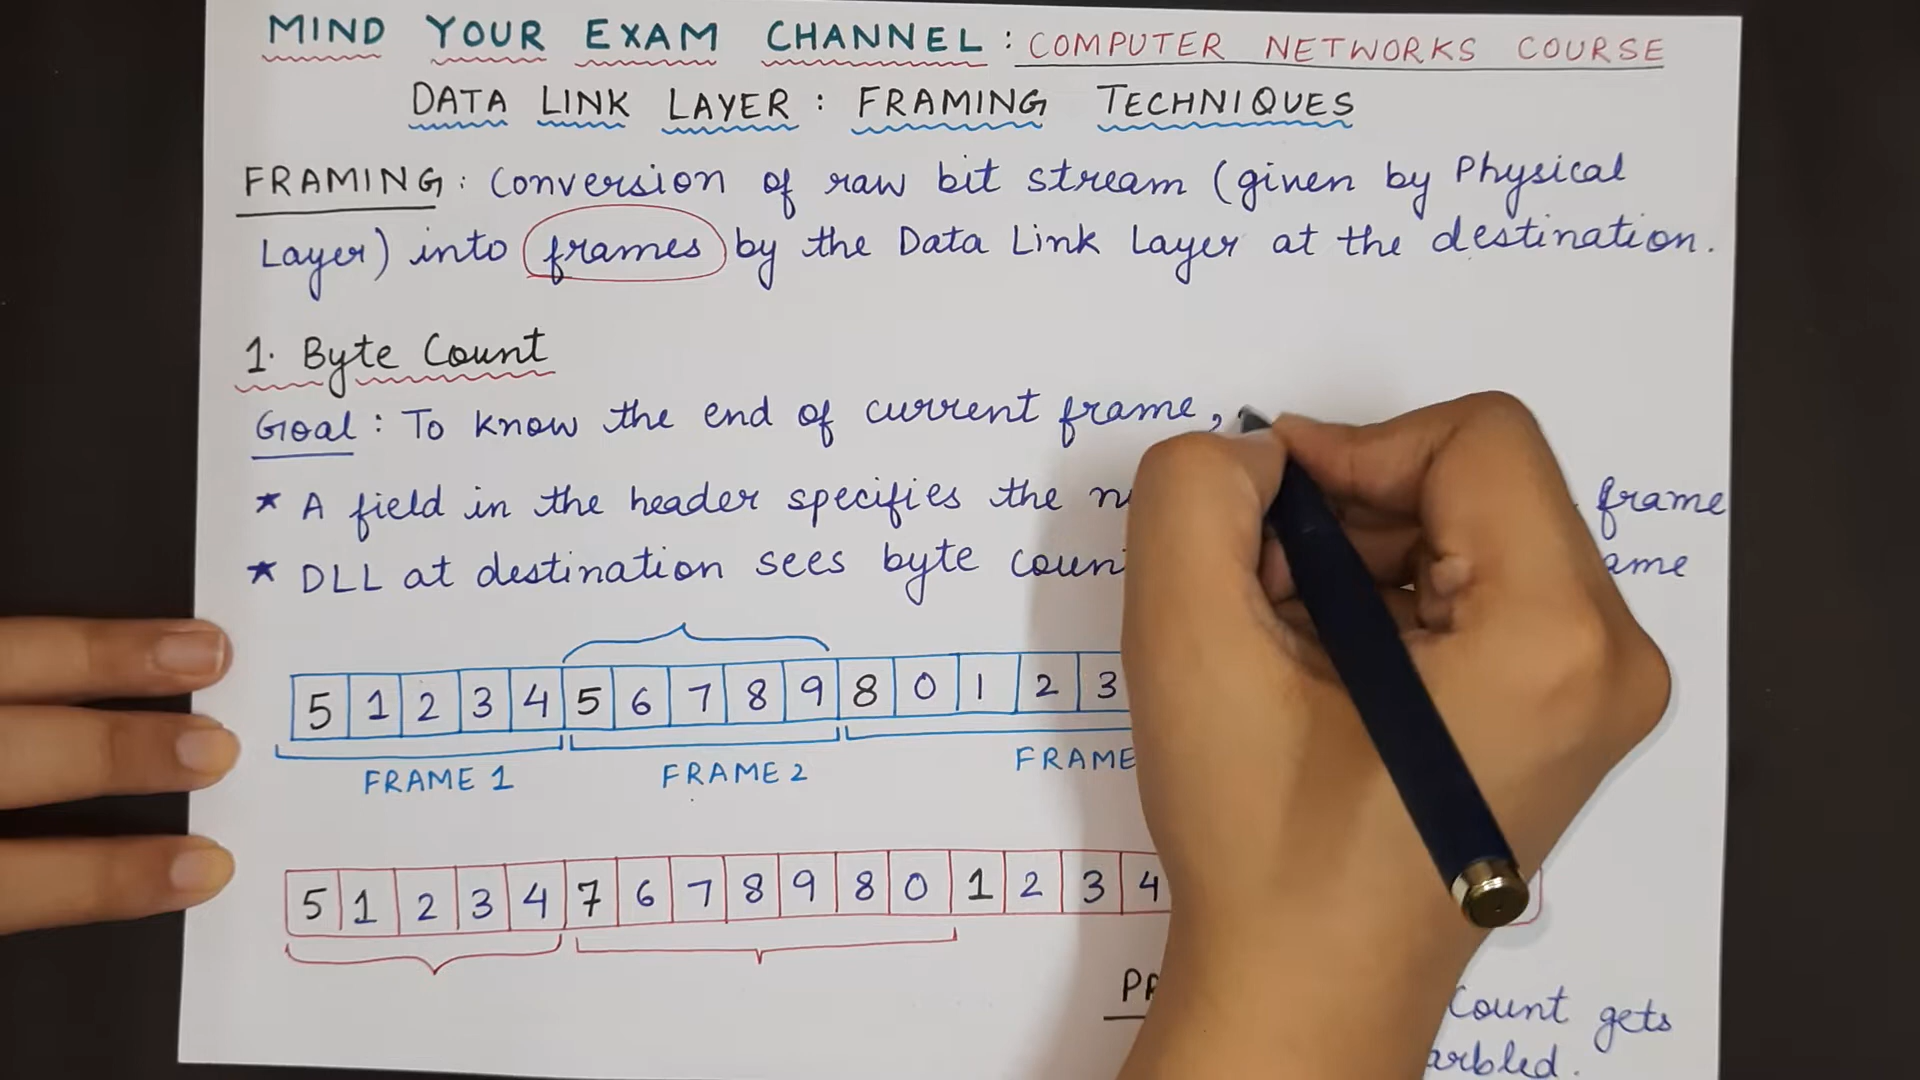 MIND YOUR EXAM CHANNEL : COMPUTER NETWORKS COURSE
DATA LINK LAYER : FRAMING TECHNIQUES
FRAMING : Conversion of raw bit stream (given by Physical
Layer) into frames by the Data Link Layer at the destination.
1. Byte Count
Goal : To know the end of current frame,
* A field in the header specifies the frame
* DLL at destination sees byte
5 1 2 3 4 5 6 7 8 9 8 0 1 2 3
FRAME 1 FRAME 2 FRAME
5 1 2 3 4 7 6 7 8 9 8 0 1 2 3 4
Count gets